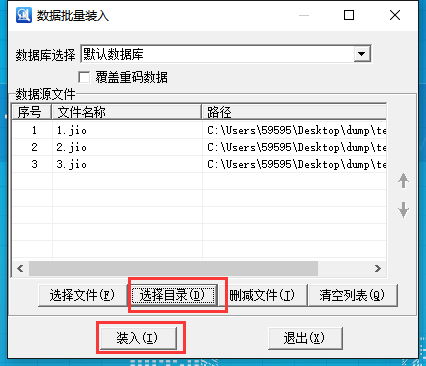 数据批量装入
数据库选择 默认数据库
覆盖重码数据
数据源文件
序号 文件名称 路径
1 1.jio C:\Users\59595\Desktop\dump\te
2 2.jio C:\Users\59595\Desktop\dump\te
3 3.jio C:\Users\59595\Desktop\dump\te
选择文件(F) 选择目录(D) 删减文件(T) 清空列表(Q)
装入(I) 退出(X)